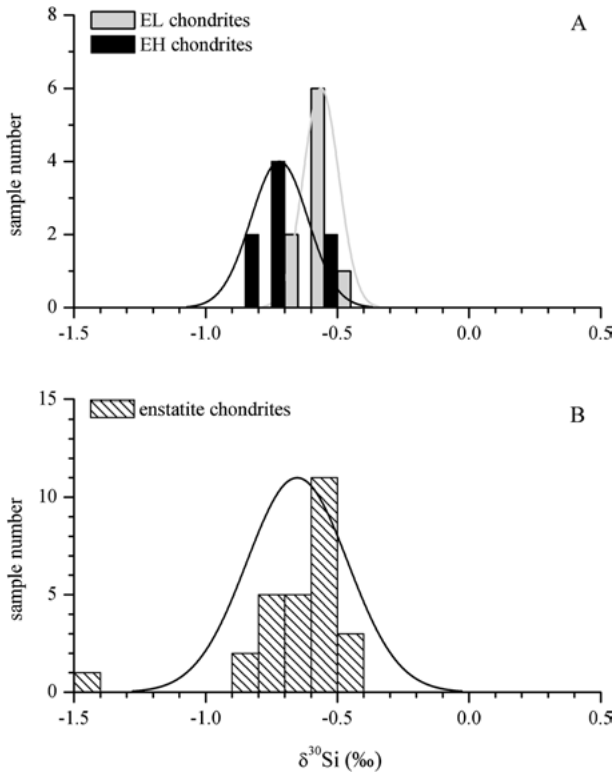 EL chondrites
EH chondrites
A
8
6
4
2
0
sample number
-1.5
-1.0
-0.5
0.0
0.5
enstatite chondrites
B
15
10
5
0
sample number
-1.5
-1.0
-0.5
0.0
0.5
δ³⁰Si (‰)